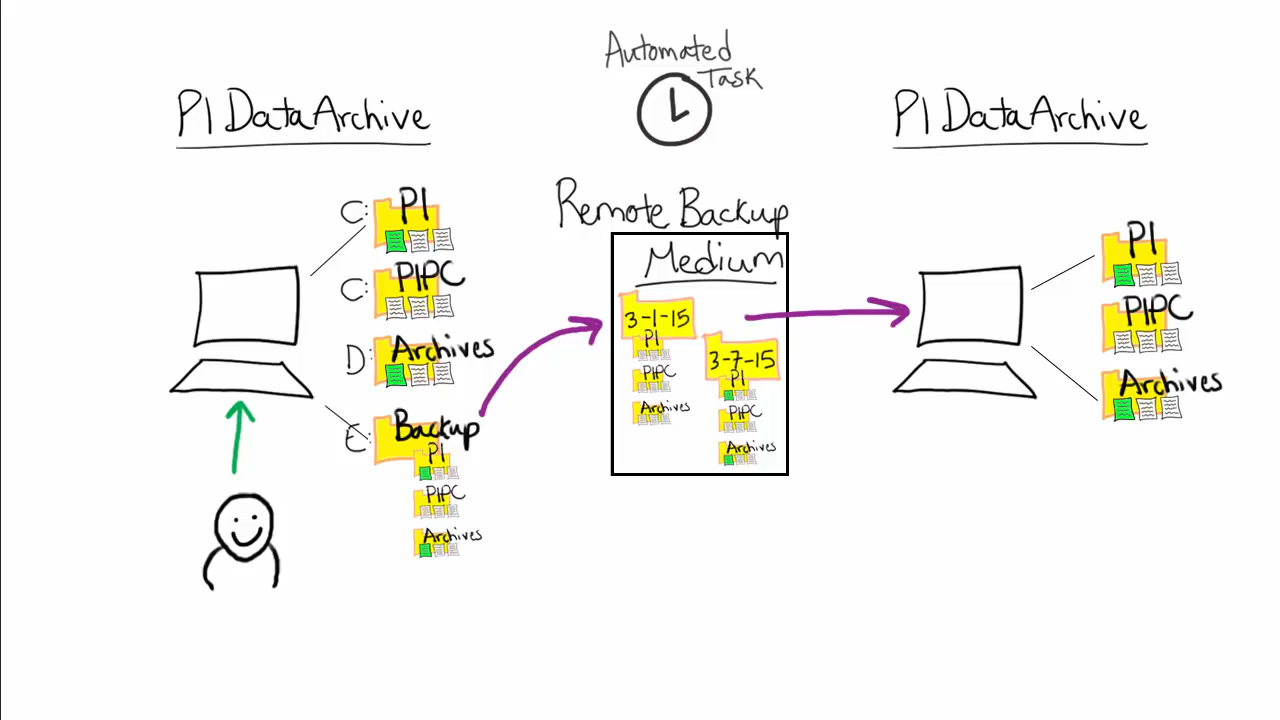 Automated
Task
PI Data Archive
C: PI
C: PIPC
D: Archives
E: Backup
PI
PIPC
Archives
Remote Backup
Medium
3-1-15
PI
PIPC
Archives
3-7-15
PI
PIPC
Archives
PI Data Archive
PI
PIPC
Archives